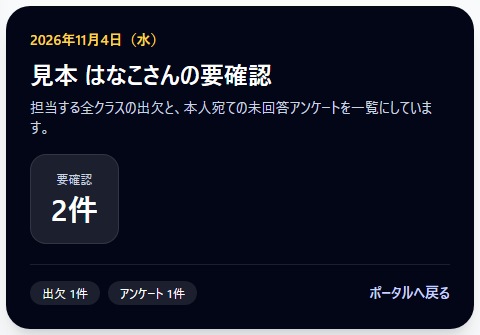 2026年11月4日（水）
見本 はなこさんの要確認
担当する全クラスの出欠と、本人宛ての未回答アンケートを一覧にしていま
す。
要確認
2件
出欠 1件
アンケート 1件
ポータルへ戻る